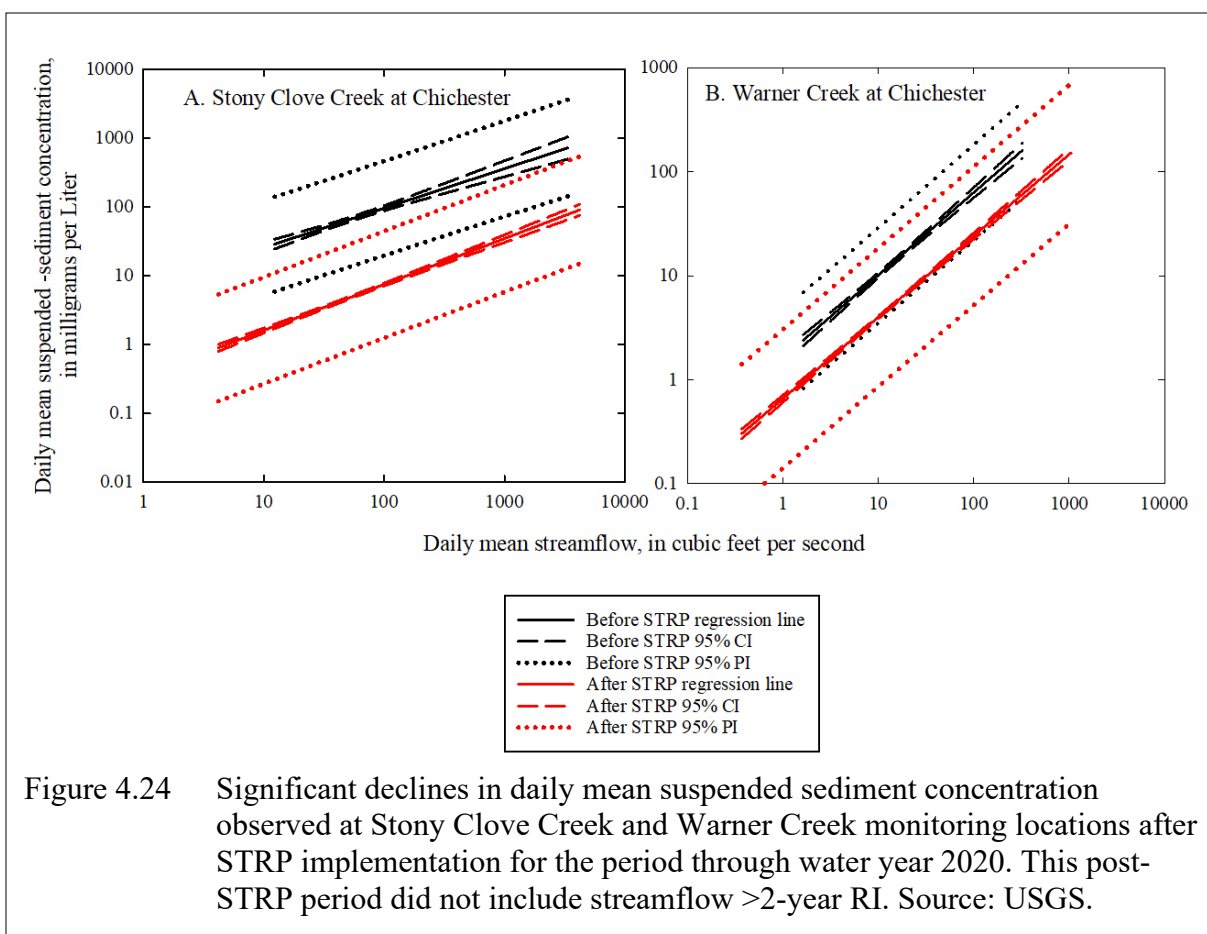 Daily mean suspended -sediment concentration,
in milligrams per Liter
10000
1000
100
10
1
0.1
0.01
A. Stony Clove Creek at Chichester
1
10
100
1000
10000
1000
100
10
1
0.1
B. Warner Creek at Chichester
0.1
1
10
100
1000
10000
Daily mean streamflow, in cubic feet per second
Before STRP regression line
Before STRP 95% CI
Before STRP 95% PI
After STRP regression line
After STRP 95% CI
After STRP 95% PI
Figure 4.24 Significant declines in daily mean suspended sediment concentration
observed at Stony Clove Creek and Warner Creek monitoring locations after
STRP implementation for the period through water year 2020. This post-
STRP period did not include streamflow >2-year RI. Source: USGS.